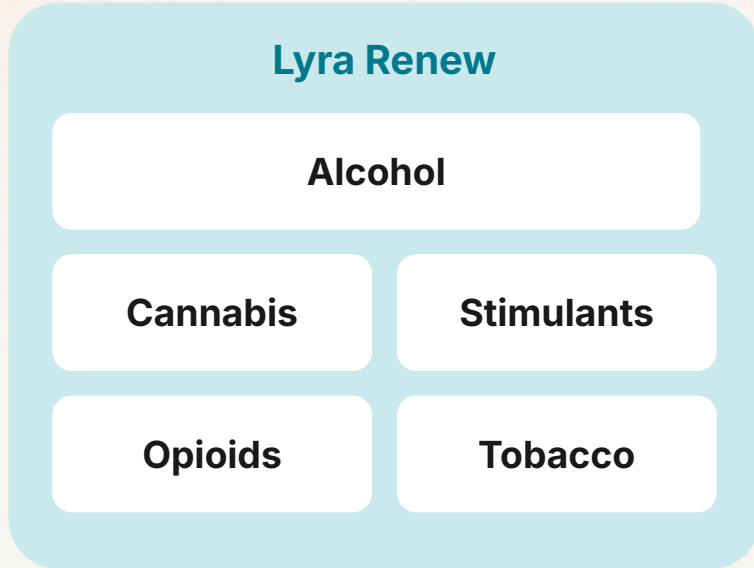 Lyra Renew
Alcohol
Cannabis Stimulants
Opioids Tobacco